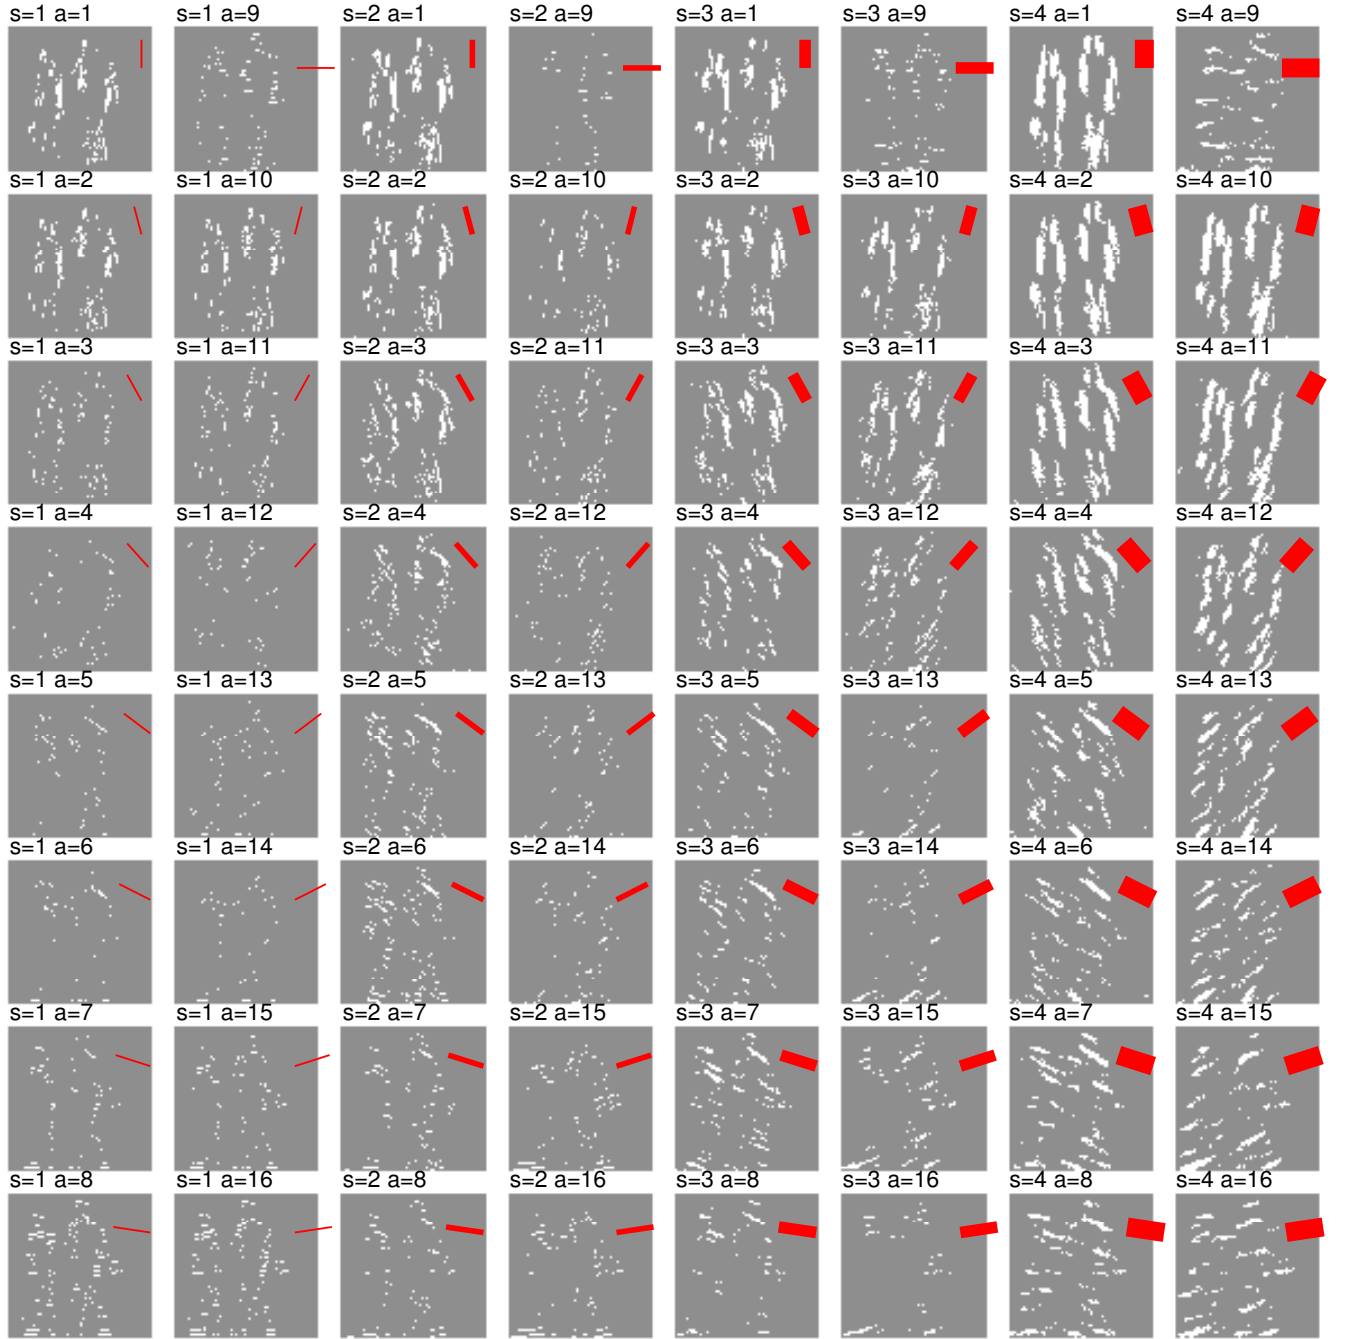 s=1 a=1 s=1 a=9 s=2 a=1 s=2 a=9 s=3 a=1 s=3 a=9 s=4 a=1 s=4 a=9
s=1 a=2 s=1 a=10 s=2 a=2 s=2 a=10 s=3 a=2 s=3 a=10 s=4 a=2 s=4 a=10
s=1 a=3 s=1 a=11 s=2 a=3 s=2 a=11 s=3 a=3 s=3 a=11 s=4 a=3 s=4 a=11
s=1 a=4 s=1 a=12 s=2 a=4 s=2 a=12 s=3 a=4 s=3 a=12 s=4 a=4 s=4 a=12
s=1 a=5 s=1 a=13 s=2 a=5 s=2 a=13 s=3 a=5 s=3 a=13 s=4 a=5 s=4 a=13
s=1 a=6 s=1 a=14 s=2 a=6 s=2 a=14 s=3 a=6 s=3 a=14 s=4 a=6 s=4 a=14
s=1 a=7 s=1 a=15 s=2 a=7 s=2 a=15 s=3 a=7 s=3 a=15 s=4 a=7 s=4 a=15
s=1 a=8 s=1 a=16 s=2 a=8 s=2 a=16 s=3 a=8 s=3 a=16 s=4 a=8 s=4 a=16